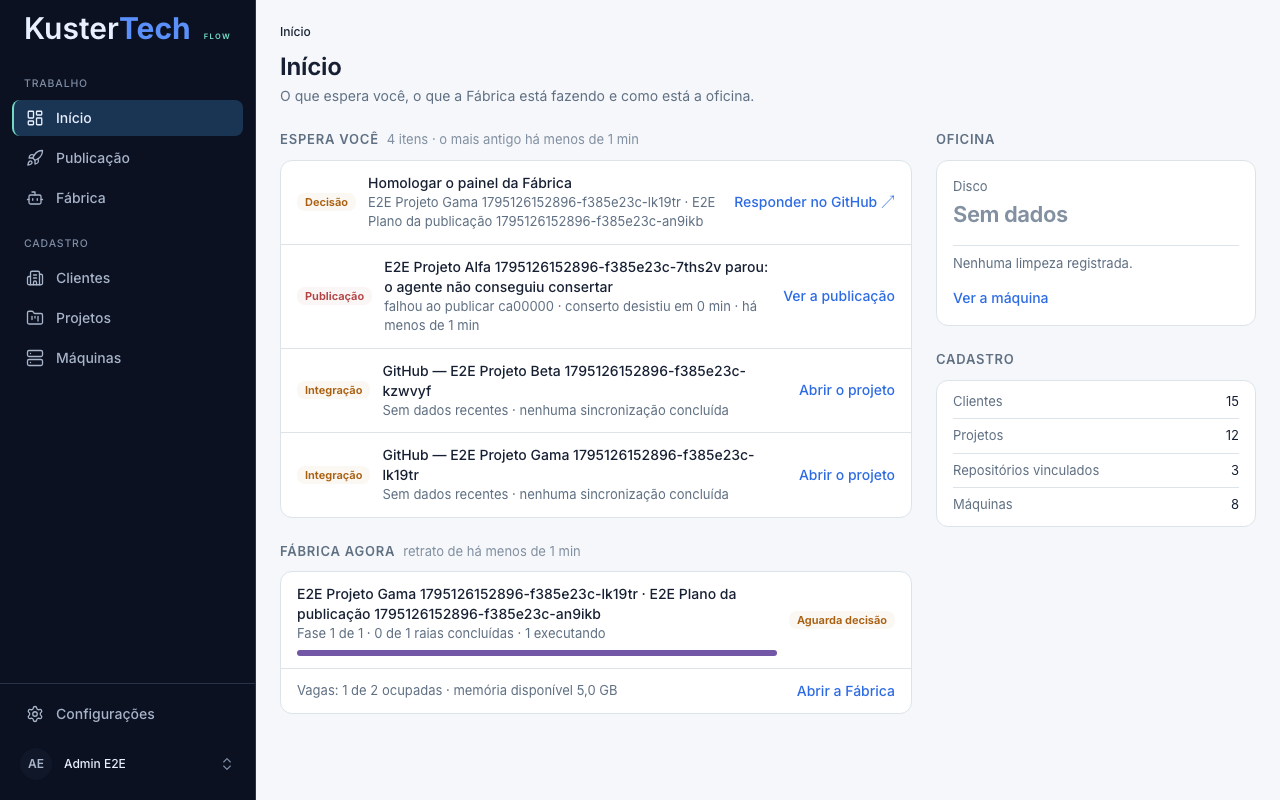 KusterTech FLOW
TRABALHO
Início
Publicação
Fábrica
CADASTRO
Clientes
Projetos
Máquinas
Configurações
AE Admin E2E
Início
Início
O que espera você, o que a Fábrica está fazendo e como está a oficina.
ESPERA VOCÊ 4 itens · o mais antigo há menos de 1 min
Decisão
Homologar o painel da Fábrica
E2E Projeto Gama 1795126152896-f385e23c-lk19tr · E2E
Plano da publicação 1795126152896-f385e23c-an9ikb
Responder no GitHub ↗
Publicação
E2E Projeto Alfa 1795126152896-f385e23c-7ths2v parou:
o agente não conseguiu consertar
falhou ao publicar ca00000 · conserto desistiu em 0 min · há
menos de 1 min
Ver a publicação
Integração
GitHub — E2E Projeto Beta 1795126152896-f385e23c-
kzwvyf
Sem dados recentes · nenhuma sincronização concluída
Abrir o projeto
Integração
GitHub — E2E Projeto Gama 1795126152896-f385e23c-
lk19tr
Sem dados recentes · nenhuma sincronização concluída
Abrir o projeto
FÁBRICA AGORA retrato de há menos de 1 min
E2E Projeto Gama 1795126152896-f385e23c-lk19tr · E2E Plano da
publicação 1795126152896-f385e23c-an9ikb
Fase 1 de 1 · 0 de 1 raias concluídas · 1 executando
Aguarda decisão
Vagas: 1 de 2 ocupadas · memória disponível 5,0 GB
Abrir a Fábrica
OFICINA
Disco
Sem dados
Nenhuma limpeza registrada.
Ver a máquina
CADASTRO
Clientes 15
Projetos 12
Repositórios vinculados 3
Máquinas 8